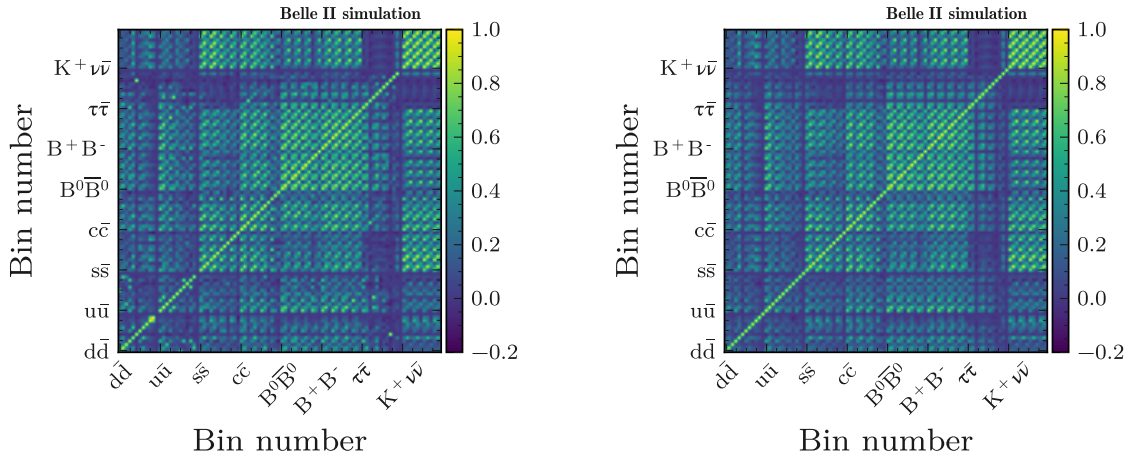 Belle II simulation
Bin number
K⁺νν̄
ττ̄
B⁺B⁻
B⁰B̅⁰
cc̄
ss̄
uū
dd̄
dd̄
uū
ss̄
cc̄
B⁰B̅⁰
B⁺B⁻
ττ̄
K⁺νν̄
Bin number
1.0
0.8
0.6
0.4
0.2
0.0
−0.2
Belle II simulation
Bin number
K⁺νν̄
ττ̄
B⁺B⁻
B⁰B̅⁰
cc̄
ss̄
uū
dd̄
dd̄
uū
ss̄
cc̄
B⁰B̅⁰
B⁺B⁻
ττ̄
K⁺νν̄
Bin number
1.0
0.8
0.6
0.4
0.2
0.0
−0.2